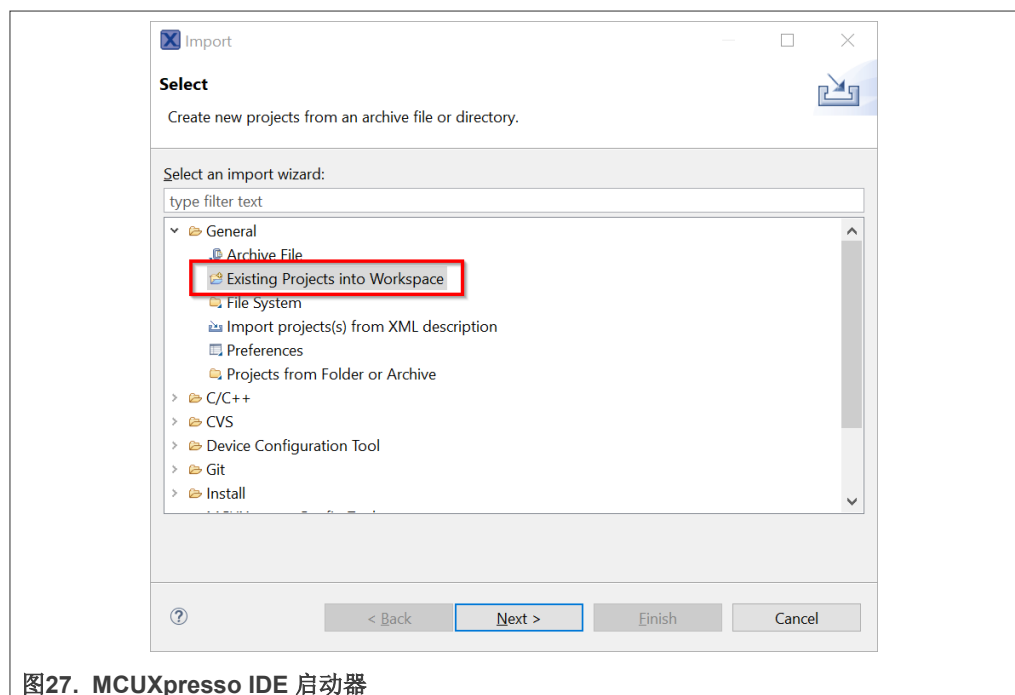 Import
Select
Create new projects from an archive file or directory.
Select an import wizard:
type filter text
General
Archive File
Existing Projects into Workspace
File System
Import projects(s) from XML description
Preferences
Projects from Folder or Archive
C/C++
CVS
Device Configuration Tool
Git
Install
< Back Next > Finish Cancel
图27. MCUXpresso IDE 启动器